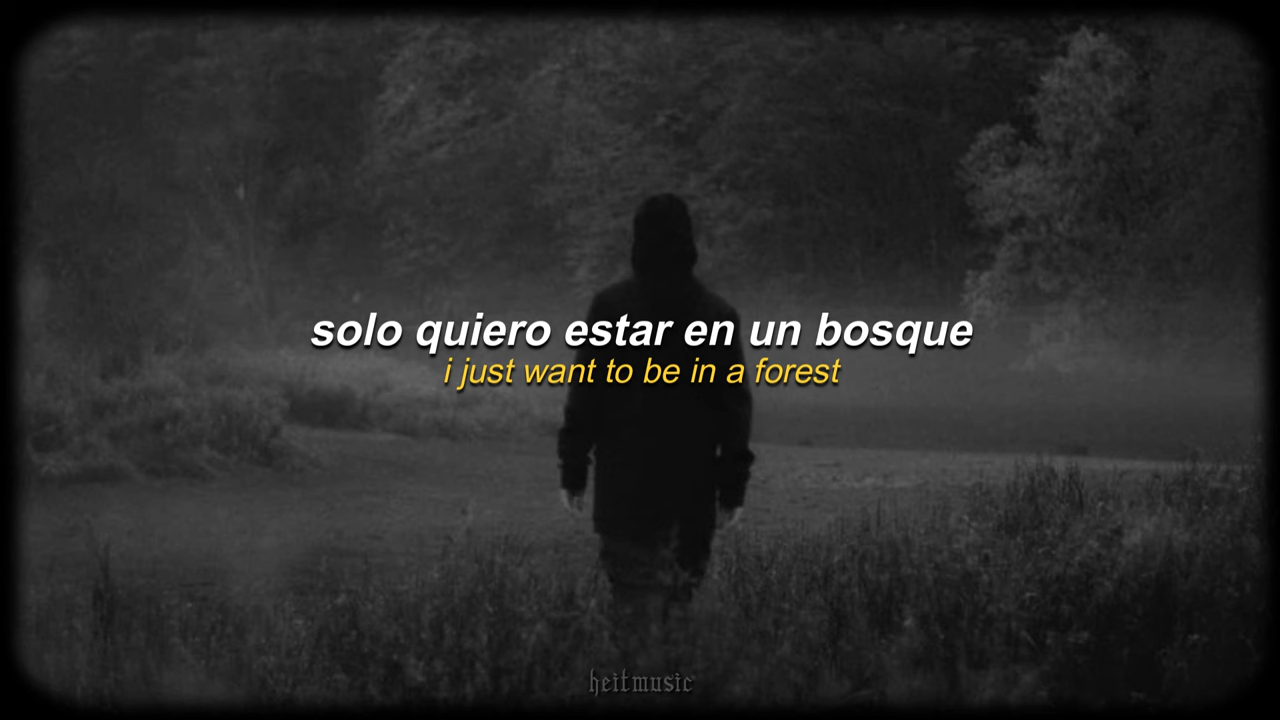 solo quiero estar en un bosque
i just want to be in a forest
heitmusic